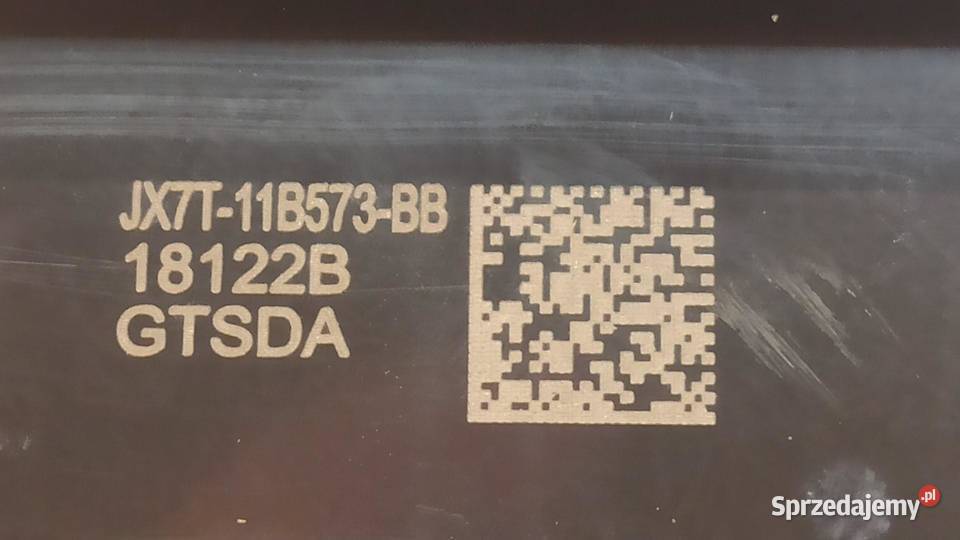 JX7T-11B573-BB
18122B
GTSDA
Sprzedajemy.pl